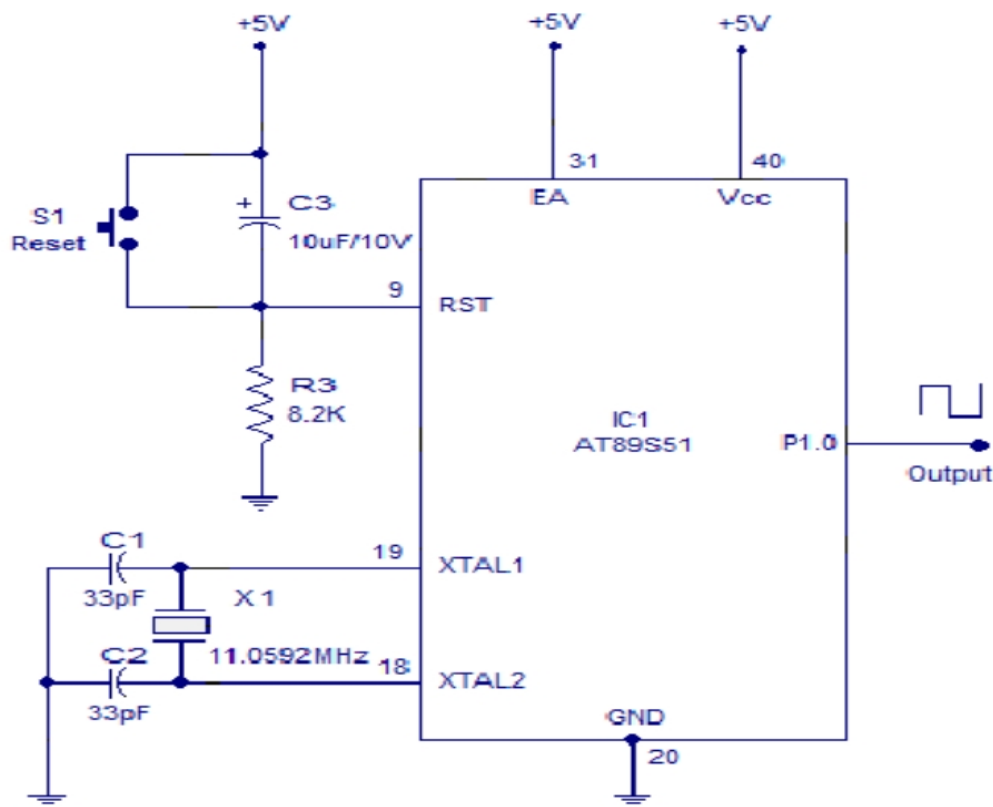 +5V
+5V
+5V
31
40
EA
Vcc
S1
Reset
+
C3
10uF/10V
9
RST
R3
8.2K
IC1
AT89S51
P1.0
Output
C1
33pF
19
XTAL1
X1
11.0592MHz
C2
33pF
18
XTAL2
GND
20